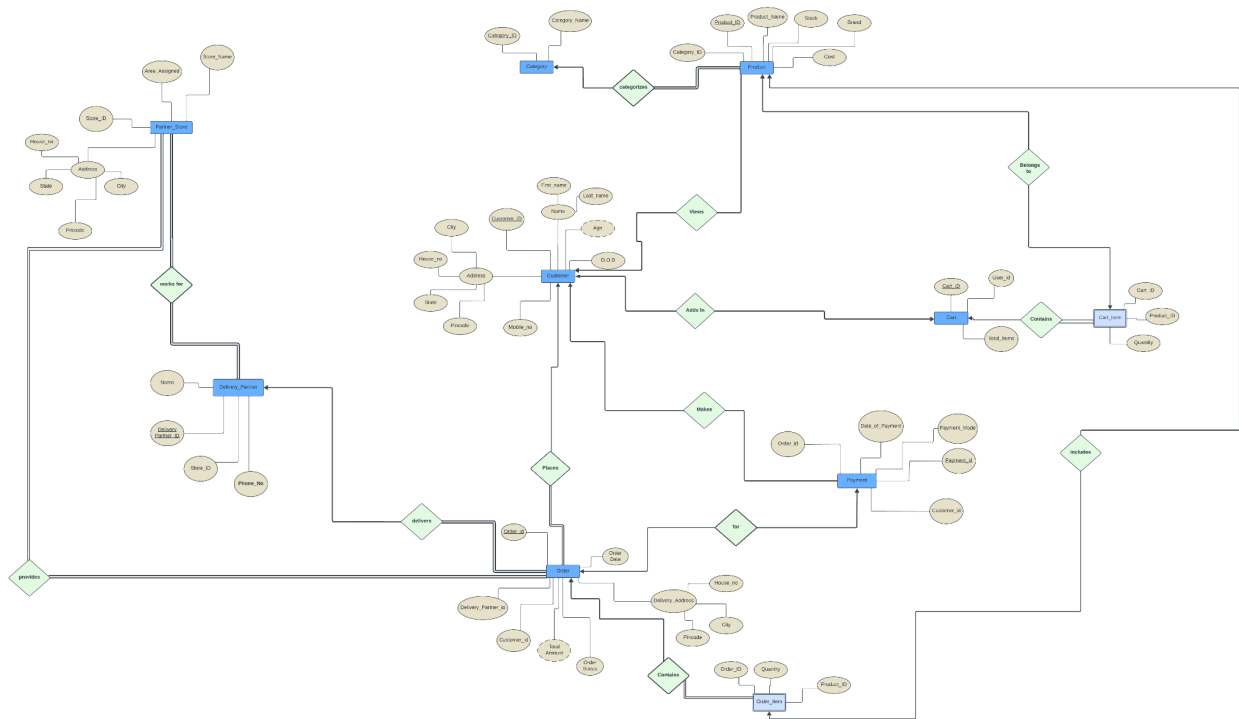 Category_Name
Category_ID
Category
Product_ID
Product_Name
Stock
Brand
Category_ID
Cost
Product
categorizes
Store_Name
Area_Assigned
Store_ID
Partner_Store
House_no
Address
State
City
Pincode
Belongs
to
First_name
Last_name
Name
Customer_ID
Age
City
D.O.B
House_no
Address
Customer
State
Pincode
Mobile_no
Views
works for
Adds to
Cart_ID
User_id
Cart
Total_Items
Contains
Cart_Item
Cart_ID
Product_ID
Quantity
Name
Delivery_Partner
Delivery_
Partner_ID
Store_ID
Phone_No
Makes
Order_id
Date_of_Payment
Payment_Mode
Payment_id
Payment
Customer_id
includes
Places
delivers
for
provides
Order_id
Order
Date
Order
Delivery_Partner_id
Customer_id
Total
Amount
Order
Status
Delivery_Address
House_no
City
Pincode
Contains
Order_ID
Quantity
Product_ID
Order_Item